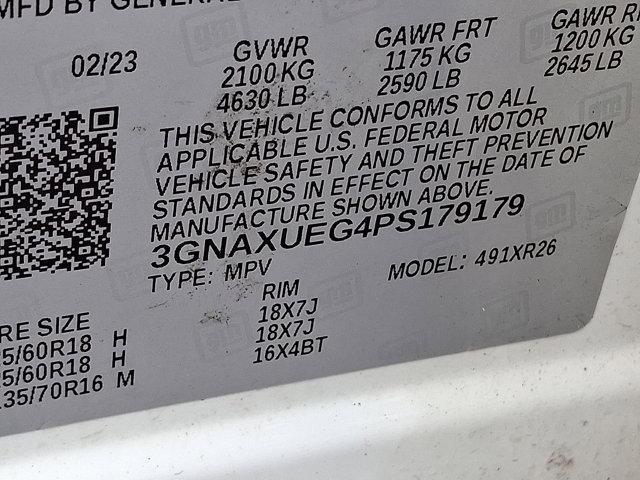 MFD BY GENERAL
02/23
GVWR
2100 KG
4630 LB
GAWR FRT
1175 KG
2590 LB
GAWR R
1200 KG
2645 LB
THIS VEHICLE CONFORMS TO ALL
APPLICABLE U.S. FEDERAL MOTOR
VEHICLE SAFETY AND THEFT PREVENTION
STANDARDS IN EFFECT ON THE DATE OF
MANUFACTURE SHOWN ABOVE.
3GNAXUEG4PS179179
TYPE: MPV
MODEL: 491XR26
RE SIZE
RIM
5/60R18 H
18X7J
5/60R18 H
18X7J
135/70R16 M
16X4BT